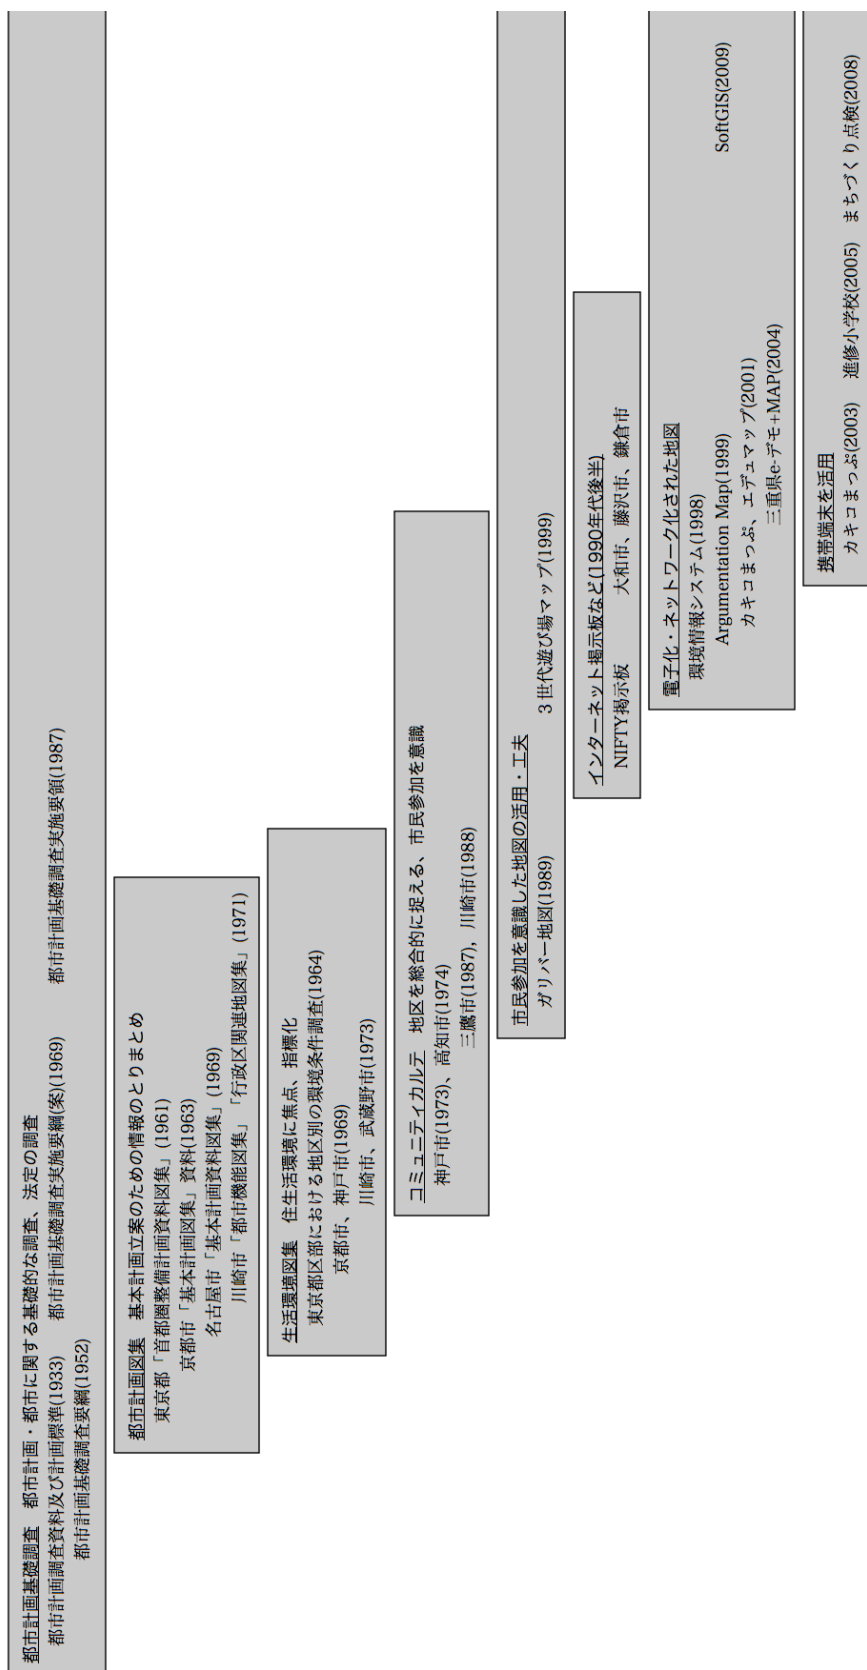 都市計画基礎調査　都市計画・都市に関する基礎的な調査、法定の調査
都市計画調査資料及び計画標準(1933)　都市計画基礎調査実施要綱(案)(1969)　都市計画基礎調査実施要領(1987)
都市計画基礎調査要綱(1952)
都市計画図集　基本計画立案のための情報のとりまとめ
東京都「首都圏整備計画資料図集」(1961)
京都市「基本計画図集」資料(1963)
名古屋市「基本計画資料図集」(1969)
川崎市「都市機能図集」「行政区関連地図集」(1971)
生活環境図集　住生活環境に焦点、指標化
東京都区部における地区別の環境条件調査(1964)
京都市、神戸市(1969)
川崎市、武蔵野市(1973)
コミュニティカルテ　地区を総合的に捉える、市民参加を意識
神戸市(1973)、高知市(1974)
三鷹市(1987)，川崎市(1988)
市民参加を意識した地図の活用・工夫
ガリバー地図(1989)　3世代遊び場マップ(1999)
インターネット掲示板など(1990年代後半)
NIFTY掲示板　大和市、藤沢市、鎌倉市
電子化・ネットワーク化された地図
環境情報システム(1998)
Argumentation Map(1999)　SoftGIS(2009)
カキコまっぷ、エデュマップ(2001)
三重県e-デモ+MAP(2004)
携帯端末を活用
カキコまっぷ(2003)　進修小学校(2005)　まちづくり点検(2008)